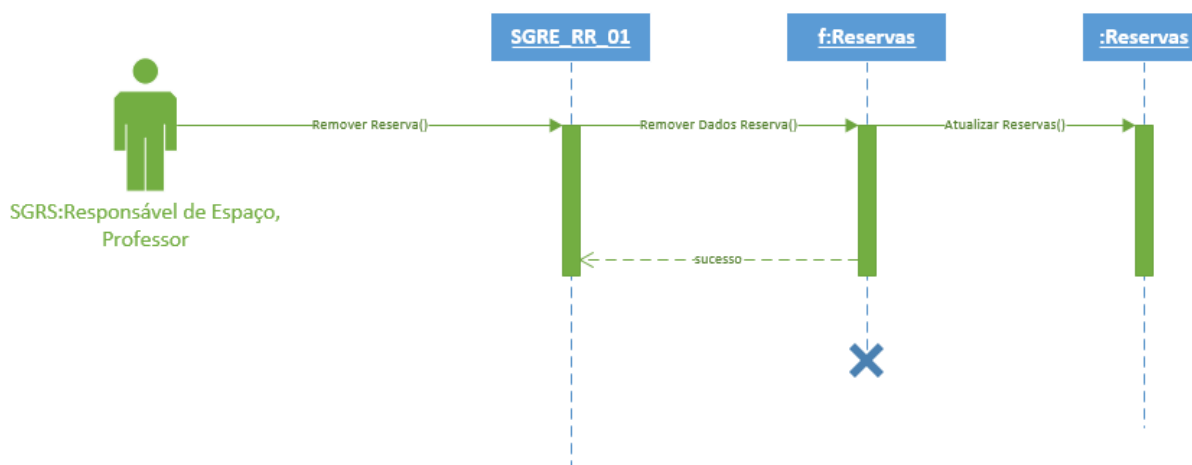 SGRE_RR_01
f:Reservas
:Reservas
Remover Reserva()
Remover Dados Reserva()
Atualizar Reservas()
SGRS:Responsável de Espaço,
Professor
sucesso